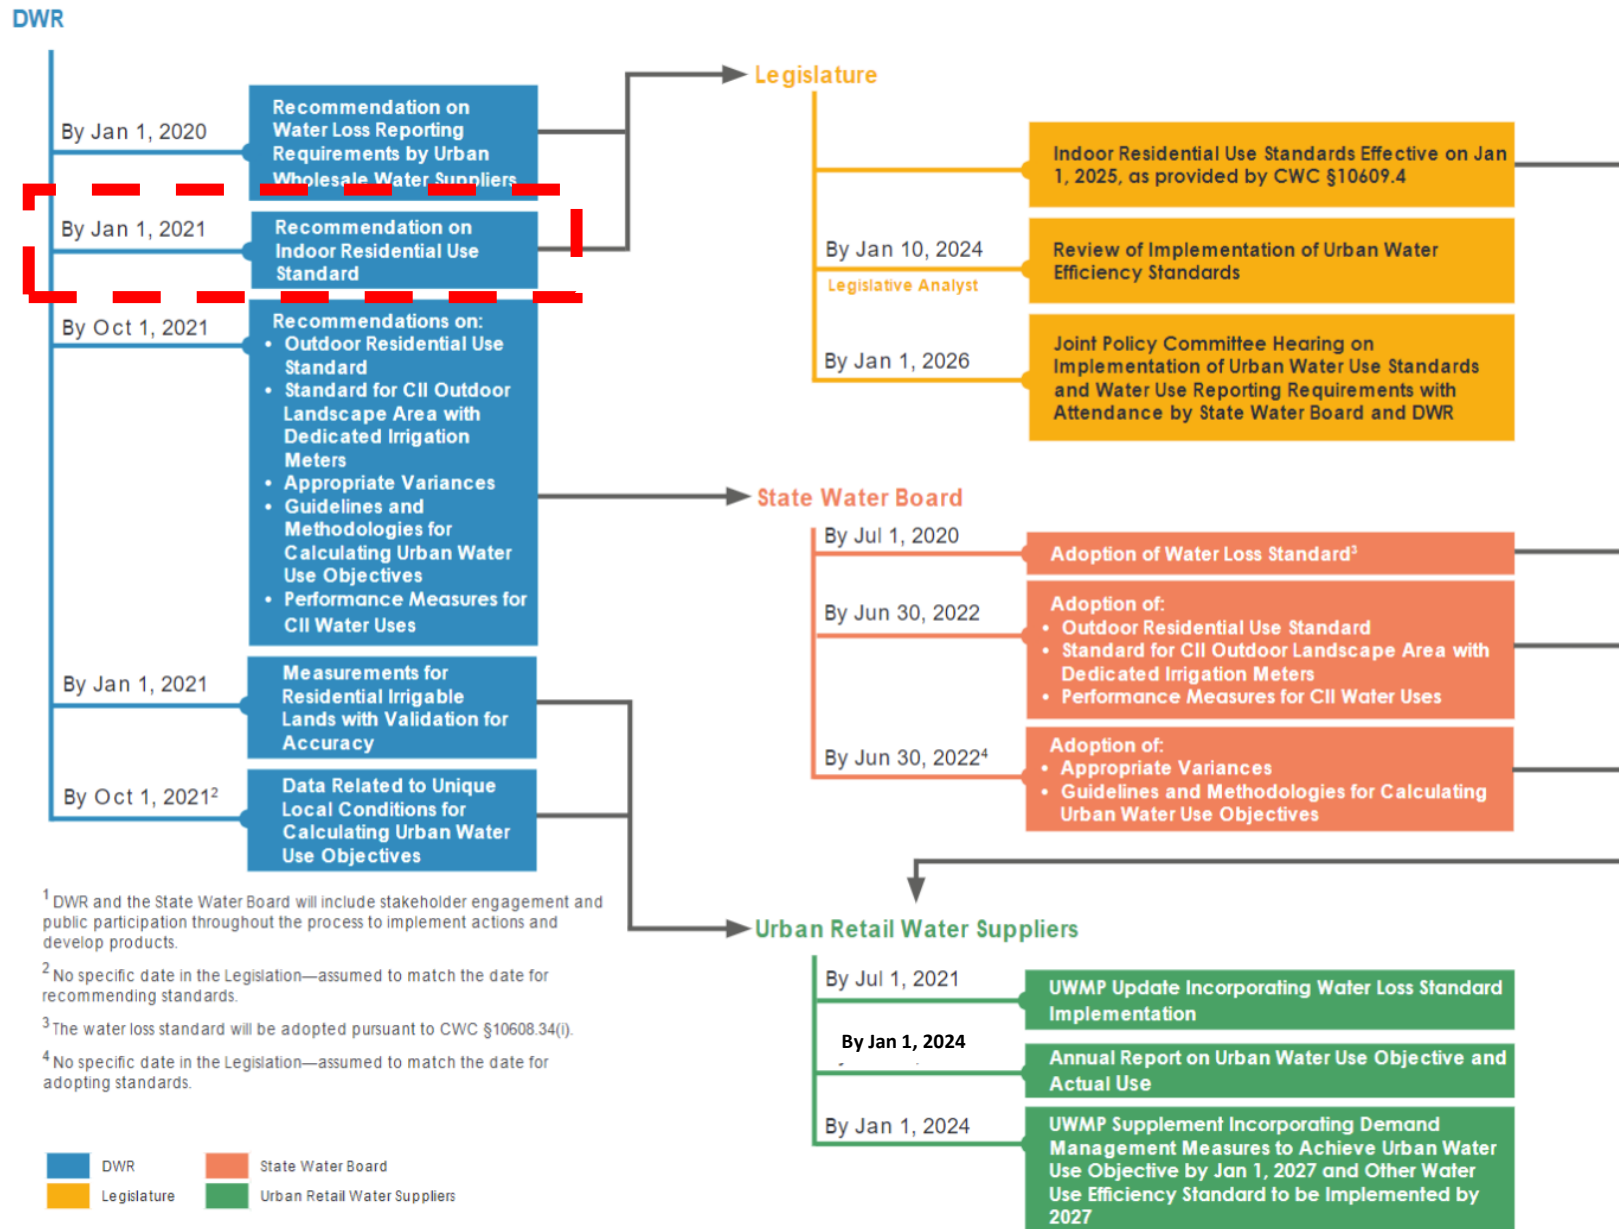 DWR
By Jan 1, 2020
Recommendation on
Water Loss Reporting
Requirements by Urban
Wholesale Water Suppliers
By Jan 1, 2021
Recommendation on
Indoor Residential Use
Standard
By Oct 1, 2021
Recommendations on:
• Outdoor Residential Use
Standard
• Standard for CII Outdoor
Landscape Area with
Dedicated Irrigation
Meters
• Appropriate Variances
• Guidelines and
Methodologies for
Calculating Urban Water
Use Objectives
• Performance Measures for
CII Water Uses
By Jan 1, 2021
Measurements for
Residential Irrigable
Lands with Validation for
Accuracy
By Oct 1, 2021²
Data Related to Unique
Local Conditions for
Calculating Urban Water
Use Objectives
Legislature
Indoor Residential Use Standards Effective on Jan
1, 2025, as provided by CWC §10609.4
By Jan 10, 2024
Legislative Analyst
Review of Implementation of Urban Water
Efficiency Standards
By Jan 1, 2026
Joint Policy Committee Hearing on
Implementation of Urban Water Use Standards
and Water Use Reporting Requirements with
Attendance by State Water Board and DWR
State Water Board
By Jul 1, 2020
Adoption of Water Loss Standard³
By Jun 30, 2022
Adoption of:
• Outdoor Residential Use Standard
• Standard for CII Outdoor Landscape Area with
Dedicated Irrigation Meters
• Performance Measures for CII Water Uses
By Jun 30, 2022⁴
Adoption of:
• Appropriate Variances
• Guidelines and Methodologies for Calculating
Urban Water Use Objectives
Urban Retail Water Suppliers
By Jul 1, 2021
UWMP Update Incorporating Water Loss Standard
Implementation
By Jan 1, 2024
Annual Report on Urban Water Use Objective and
Actual Use
By Jan 1, 2024
UWMP Supplement Incorporating Demand
Management Measures to Achieve Urban Water
Use Objective by Jan 1, 2027 and Other Water
Use Efficiency Standard to be Implemented by
2027
¹ DWR and the State Water Board will include stakeholder engagement and
public participation throughout the process to implement actions and
develop products.
² No specific date in the Legislation—assumed to match the date for
recommending standards.
³ The water loss standard will be adopted pursuant to CWC §10608.34(i).
⁴ No specific date in the Legislation—assumed to match the date for
adopting standards.
DWR
State Water Board
Legislature
Urban Retail Water Suppliers